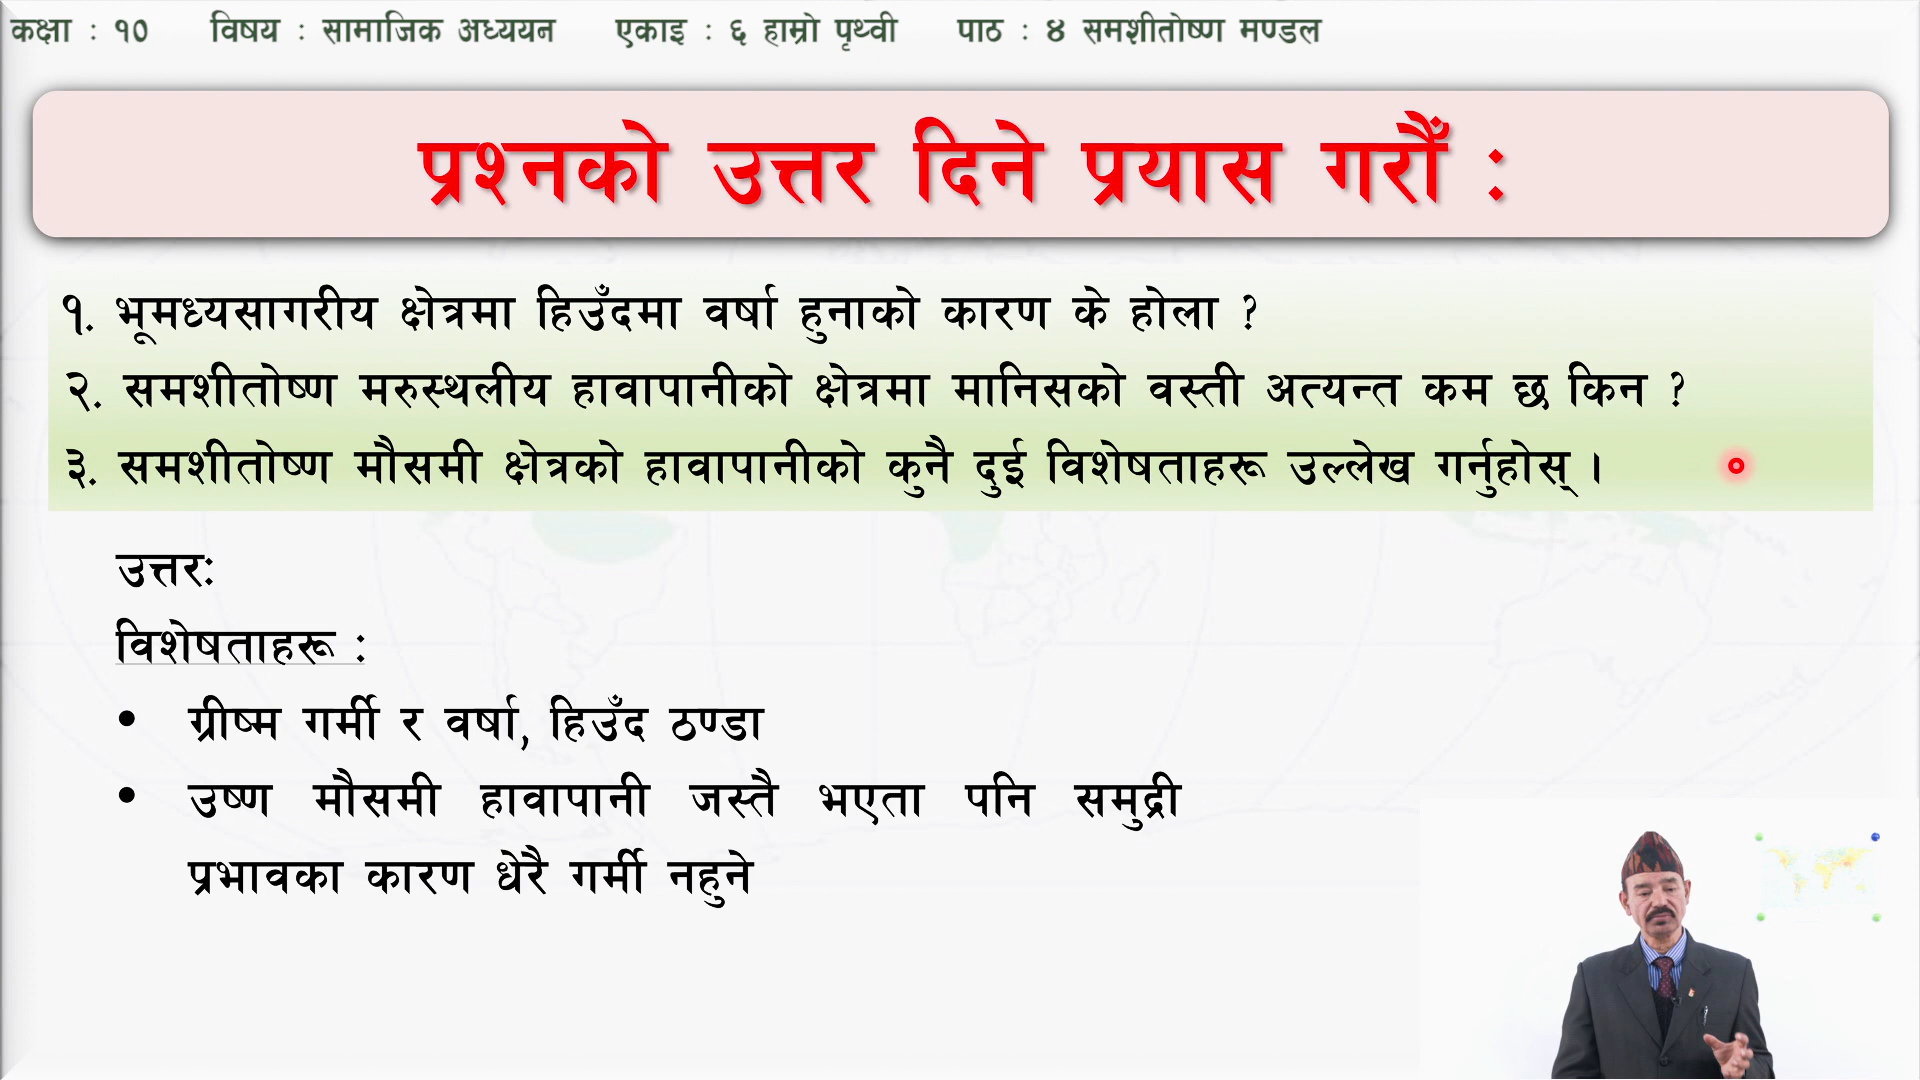 कक्षा : १० विषय : सामाजिक अध्ययन एकाइ : ६ हाम्रो पृथ्वी पाठ : ४ समशीतोष्ण मण्डल
प्रश्नको उत्तर दिने प्रयास गरौँ :
१. भूमध्यसागरीय क्षेत्रमा हिउँदमा वर्षा हुनाको कारण के होला ?
२. समशीतोष्ण मरुस्थलीय हावापानीको क्षेत्रमा मानिसको वस्ती अत्यन्त कम छ किन ?
३. समशीतोष्ण मौसमी क्षेत्रको हावापानीको कुनै दुई विशेषताहरू उल्लेख गर्नुहोस् ।
उत्तरः
विशेषताहरू :
• ग्रीष्म गर्मी र वर्षा, हिउँद ठण्डा
• उष्ण मौसमी हावापानी जस्तै भएता पनि समुद्री
प्रभावका कारण धेरै गर्मी नहुने